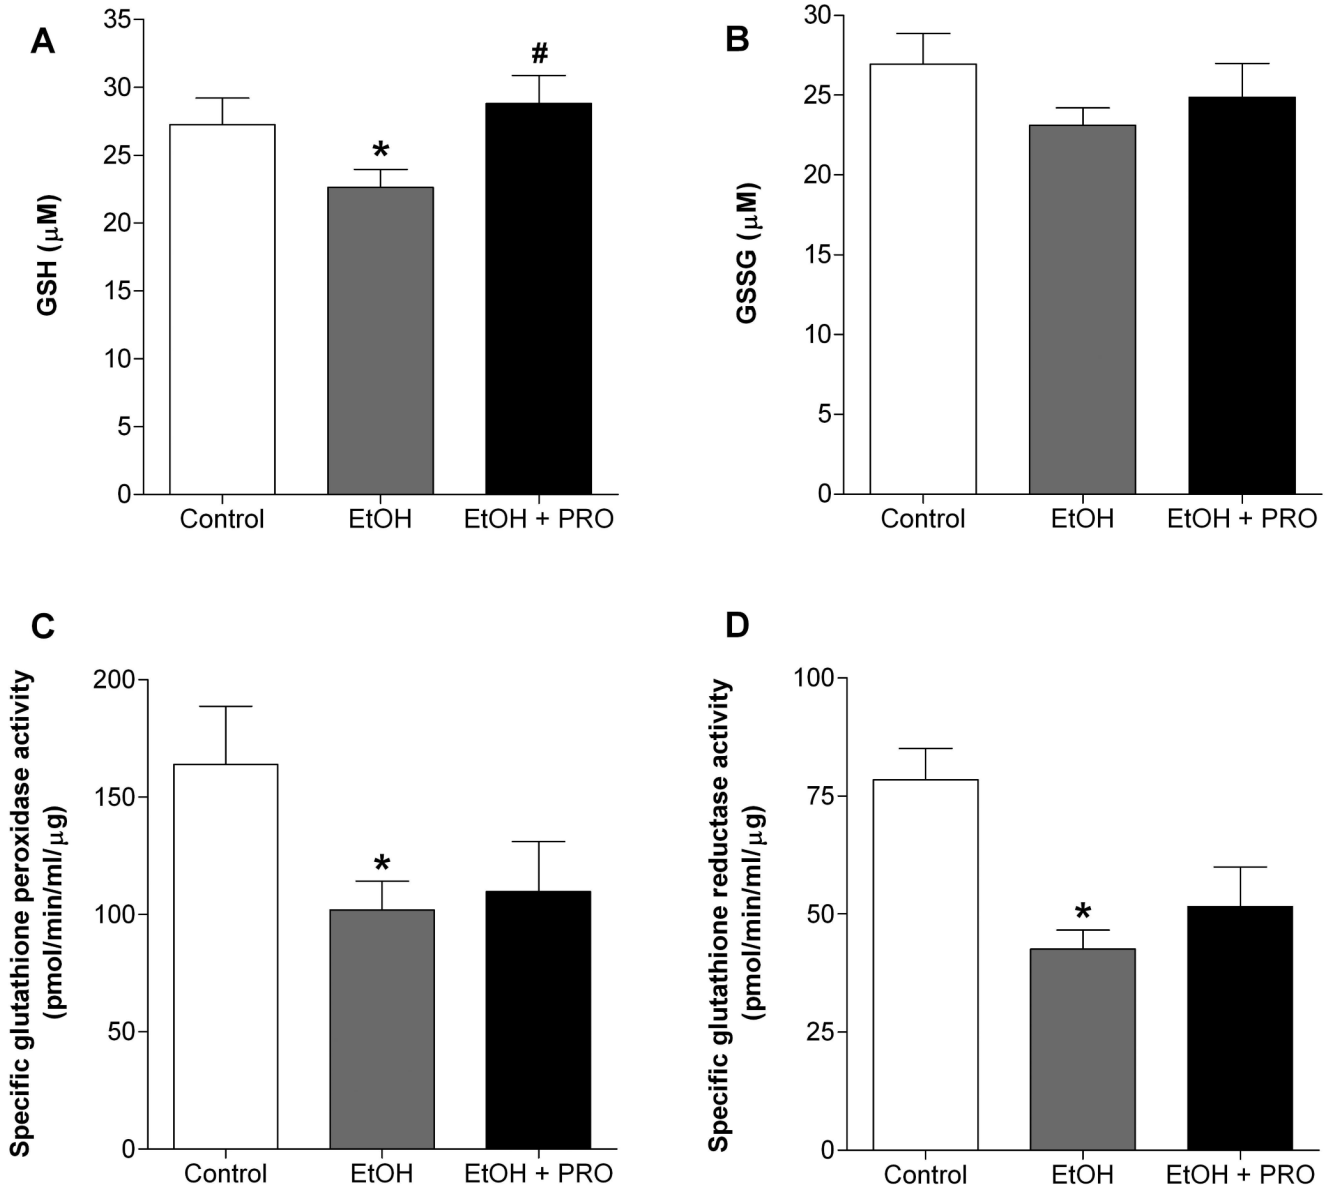 A
GSH (μM)
35
30
25
20
15
10
5
0
*
#
Control
EtOH
EtOH + PRO
B
GSSG (μM)
30
25
20
15
10
5
0
Control
EtOH
EtOH + PRO
C
Specific glutathione peroxidase activity
(pmol/min/ml/μg)
200
150
100
50
0
*
Control
EtOH
EtOH + PRO
D
Specific glutathione reductase activity
(pmol/min/ml/μg)
100
75
50
25
0
*
Control
EtOH
EtOH + PRO